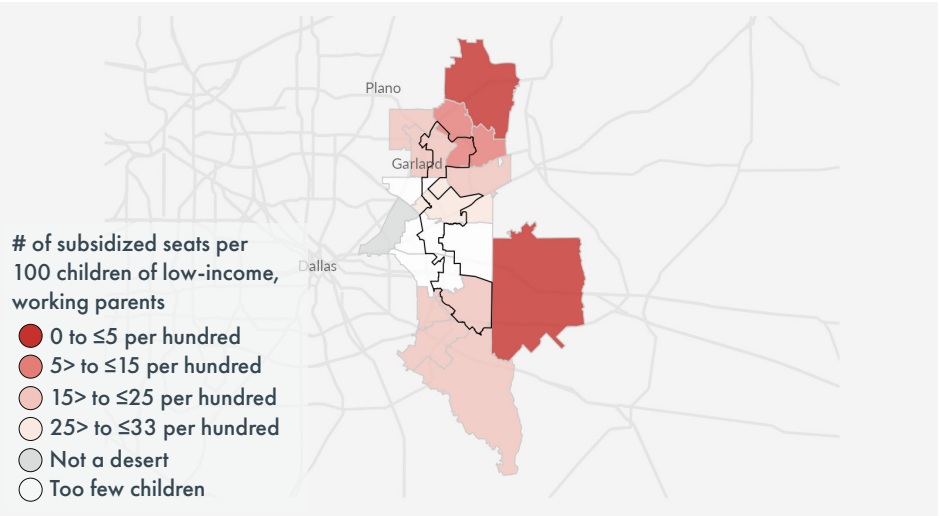 Plano
Garland
# of subsidized seats per
100 children of low-income,
working parents
Dallas
0 to ≤5 per hundred
5> to ≤15 per hundred
15> to ≤25 per hundred
25> to ≤33 per hundred
Not a desert
Too few children